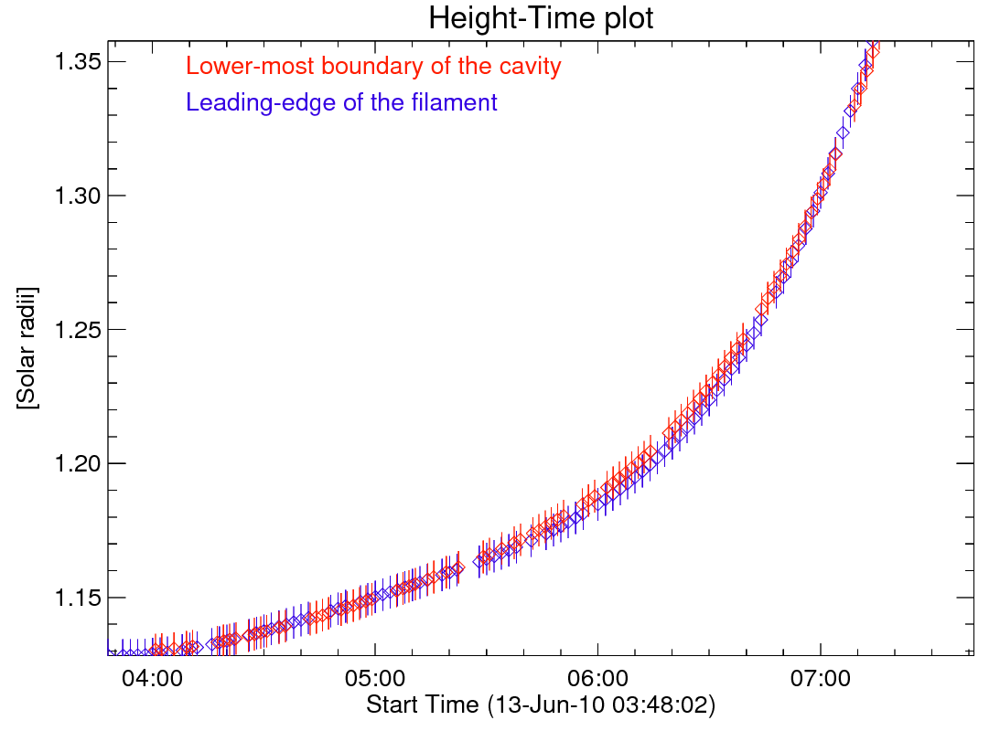 Height-Time plot
Lower-most boundary of the cavity
Leading-edge of the filament
[Solar radii]
1.35
1.30
1.25
1.20
1.15
04:00 05:00 06:00 07:00
Start Time (13-Jun-10 03:48:02)